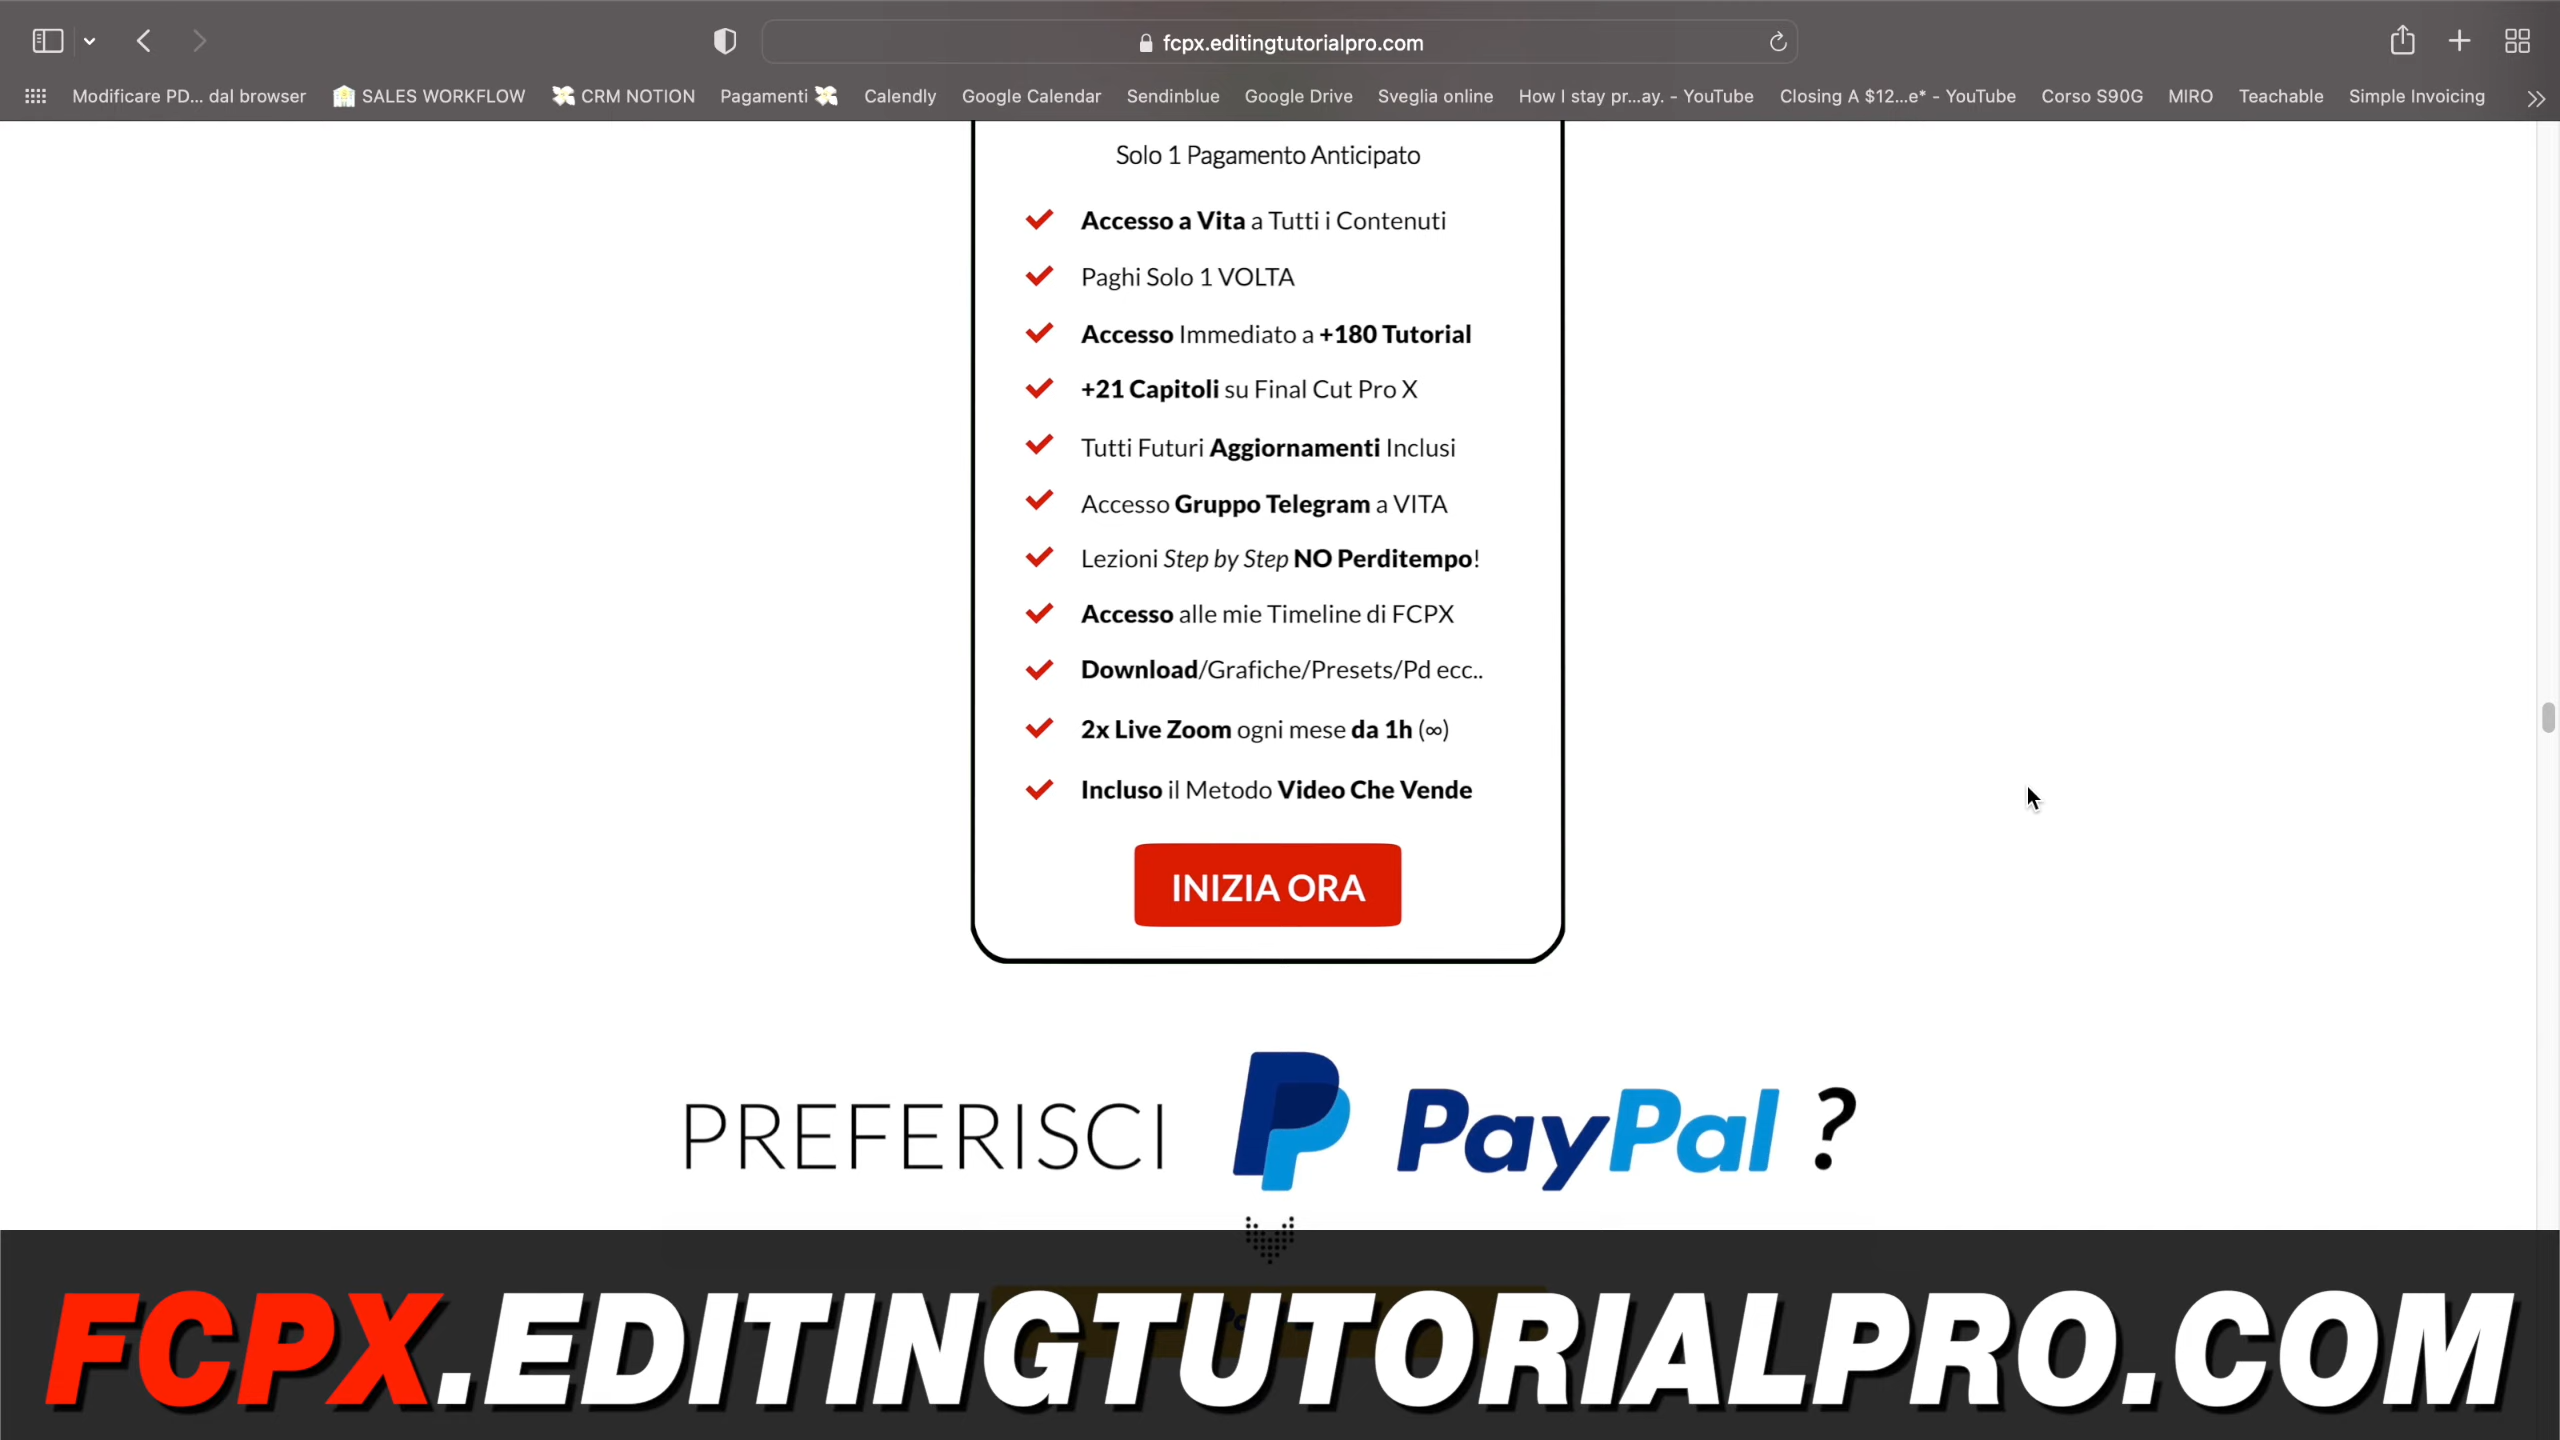 fcpx.editingtutorialpro.com
Modificare PD... dal browser
SALES WORKFLOW
CRM NOTION
Pagamenti
Calendly
Google Calendar
Sendinblue
Google Drive
Sveglia online
How I stay pr...ay. - YouTube
Closing A $12...e* - YouTube
Corso S90G
MIRO
Teachable
Simple Invoicing
Solo 1 Pagamento Anticipato
Accesso a Vita a Tutti i Contenuti
Paghi Solo 1 VOLTA
Accesso Immediato a +180 Tutorial
+21 Capitoli su Final Cut Pro X
Tutti Futuri Aggiornamenti Inclusi
Accesso Gruppo Telegram a VITA
Lezioni Step by Step NO Perditempo!
Accesso alle mie Timeline di FCPX
Download/Grafiche/Presets/Pd ecc..
2x Live Zoom ogni mese da 1h (∞)
Incluso il Metodo Video Che Vende
INIZIA ORA
PREFERISCI PayPal ?
FCPX.EDITINGTUTORIALPRO.COM